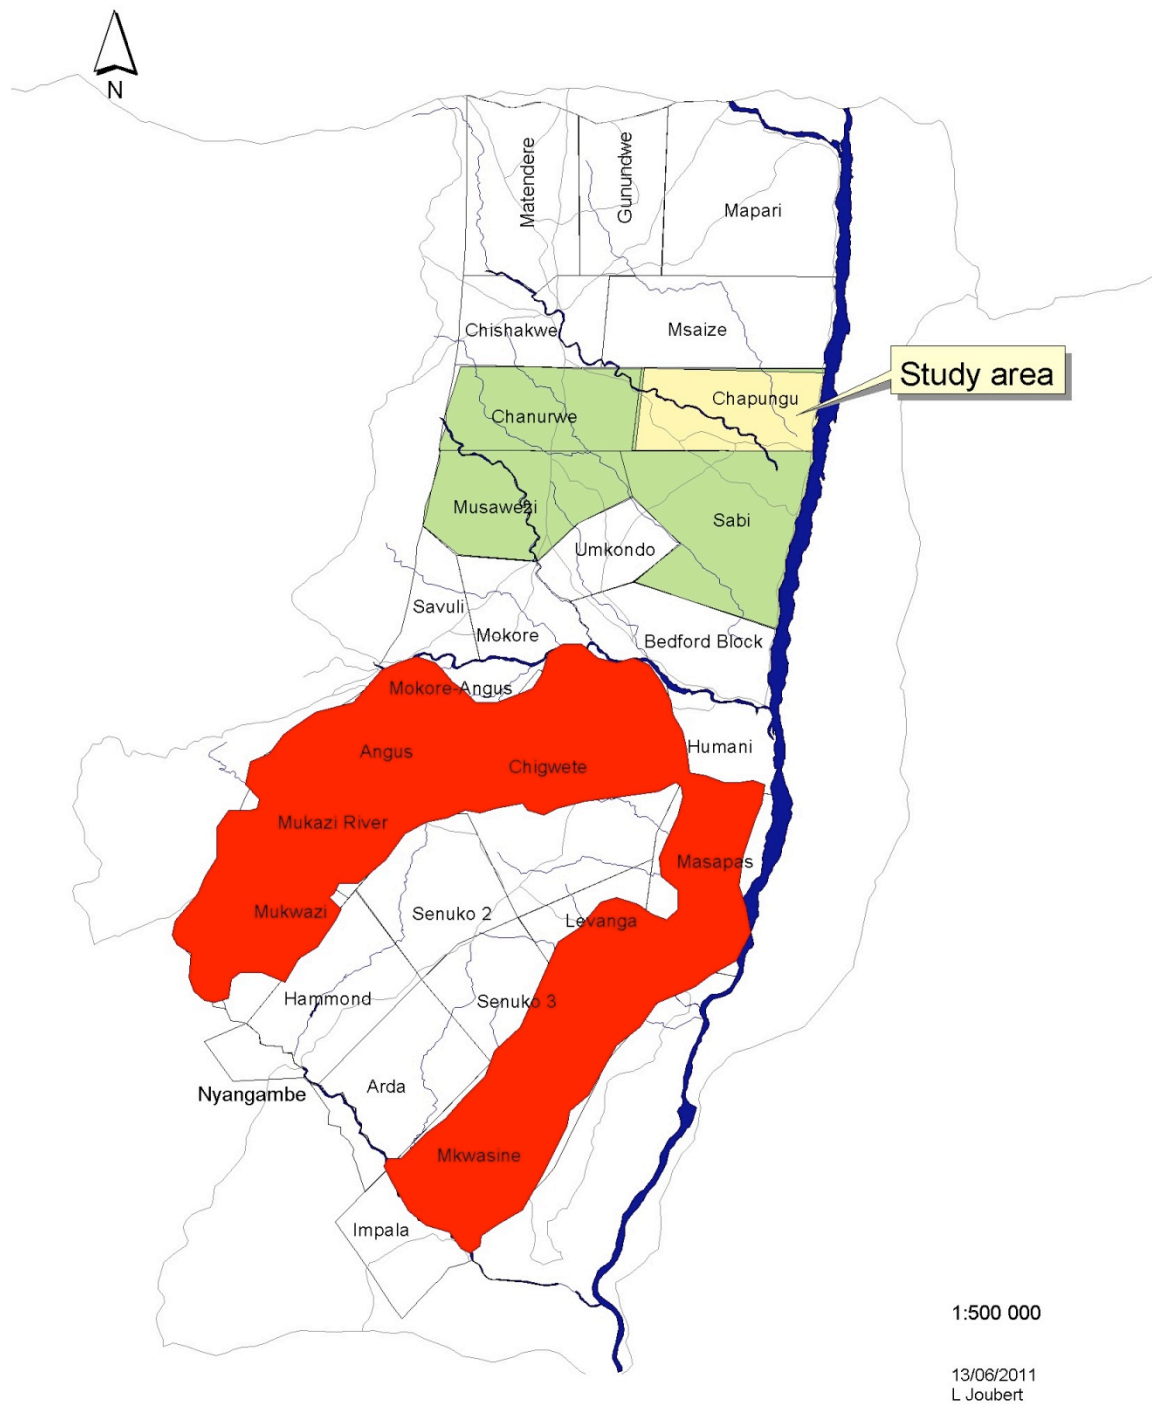 N
Matendere
Gunundwe
Mapari
Chishakwe
Msaize
Study area
Chapungu
Chanurwe
Musawezi
Sabi
Umkondo
Savuli
Mokore
Bedford Block
Mokore-Angus
Angus
Chigwete
Humani
Mukazi River
Masapas
Mukwazi
Senuko 2
Levanga
Hammond
Senuko 3
Nyangambe
Arda
Mkwasine
Impala
1:500 000
13/06/2011
L Joubert